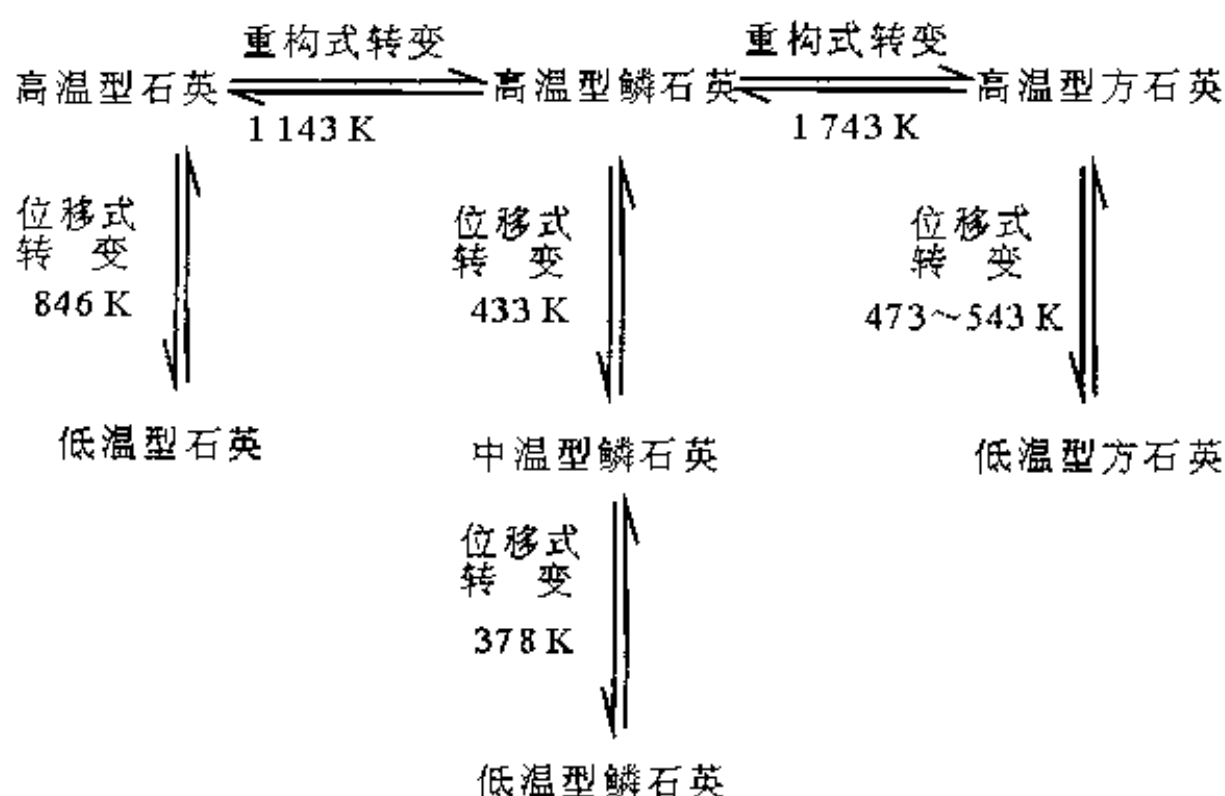 重构式转变 重构式转变
高温型石英 高温型鳞石英 高温型方石英
1 143 K 1 743 K
位移式 位移式 位移式
转 变 转 变 转 变
846 K 433 K 473～543 K
低温型石英 中温型鳞石英 低温型方石英
位移式
转 变
378 K
低温型鳞石英